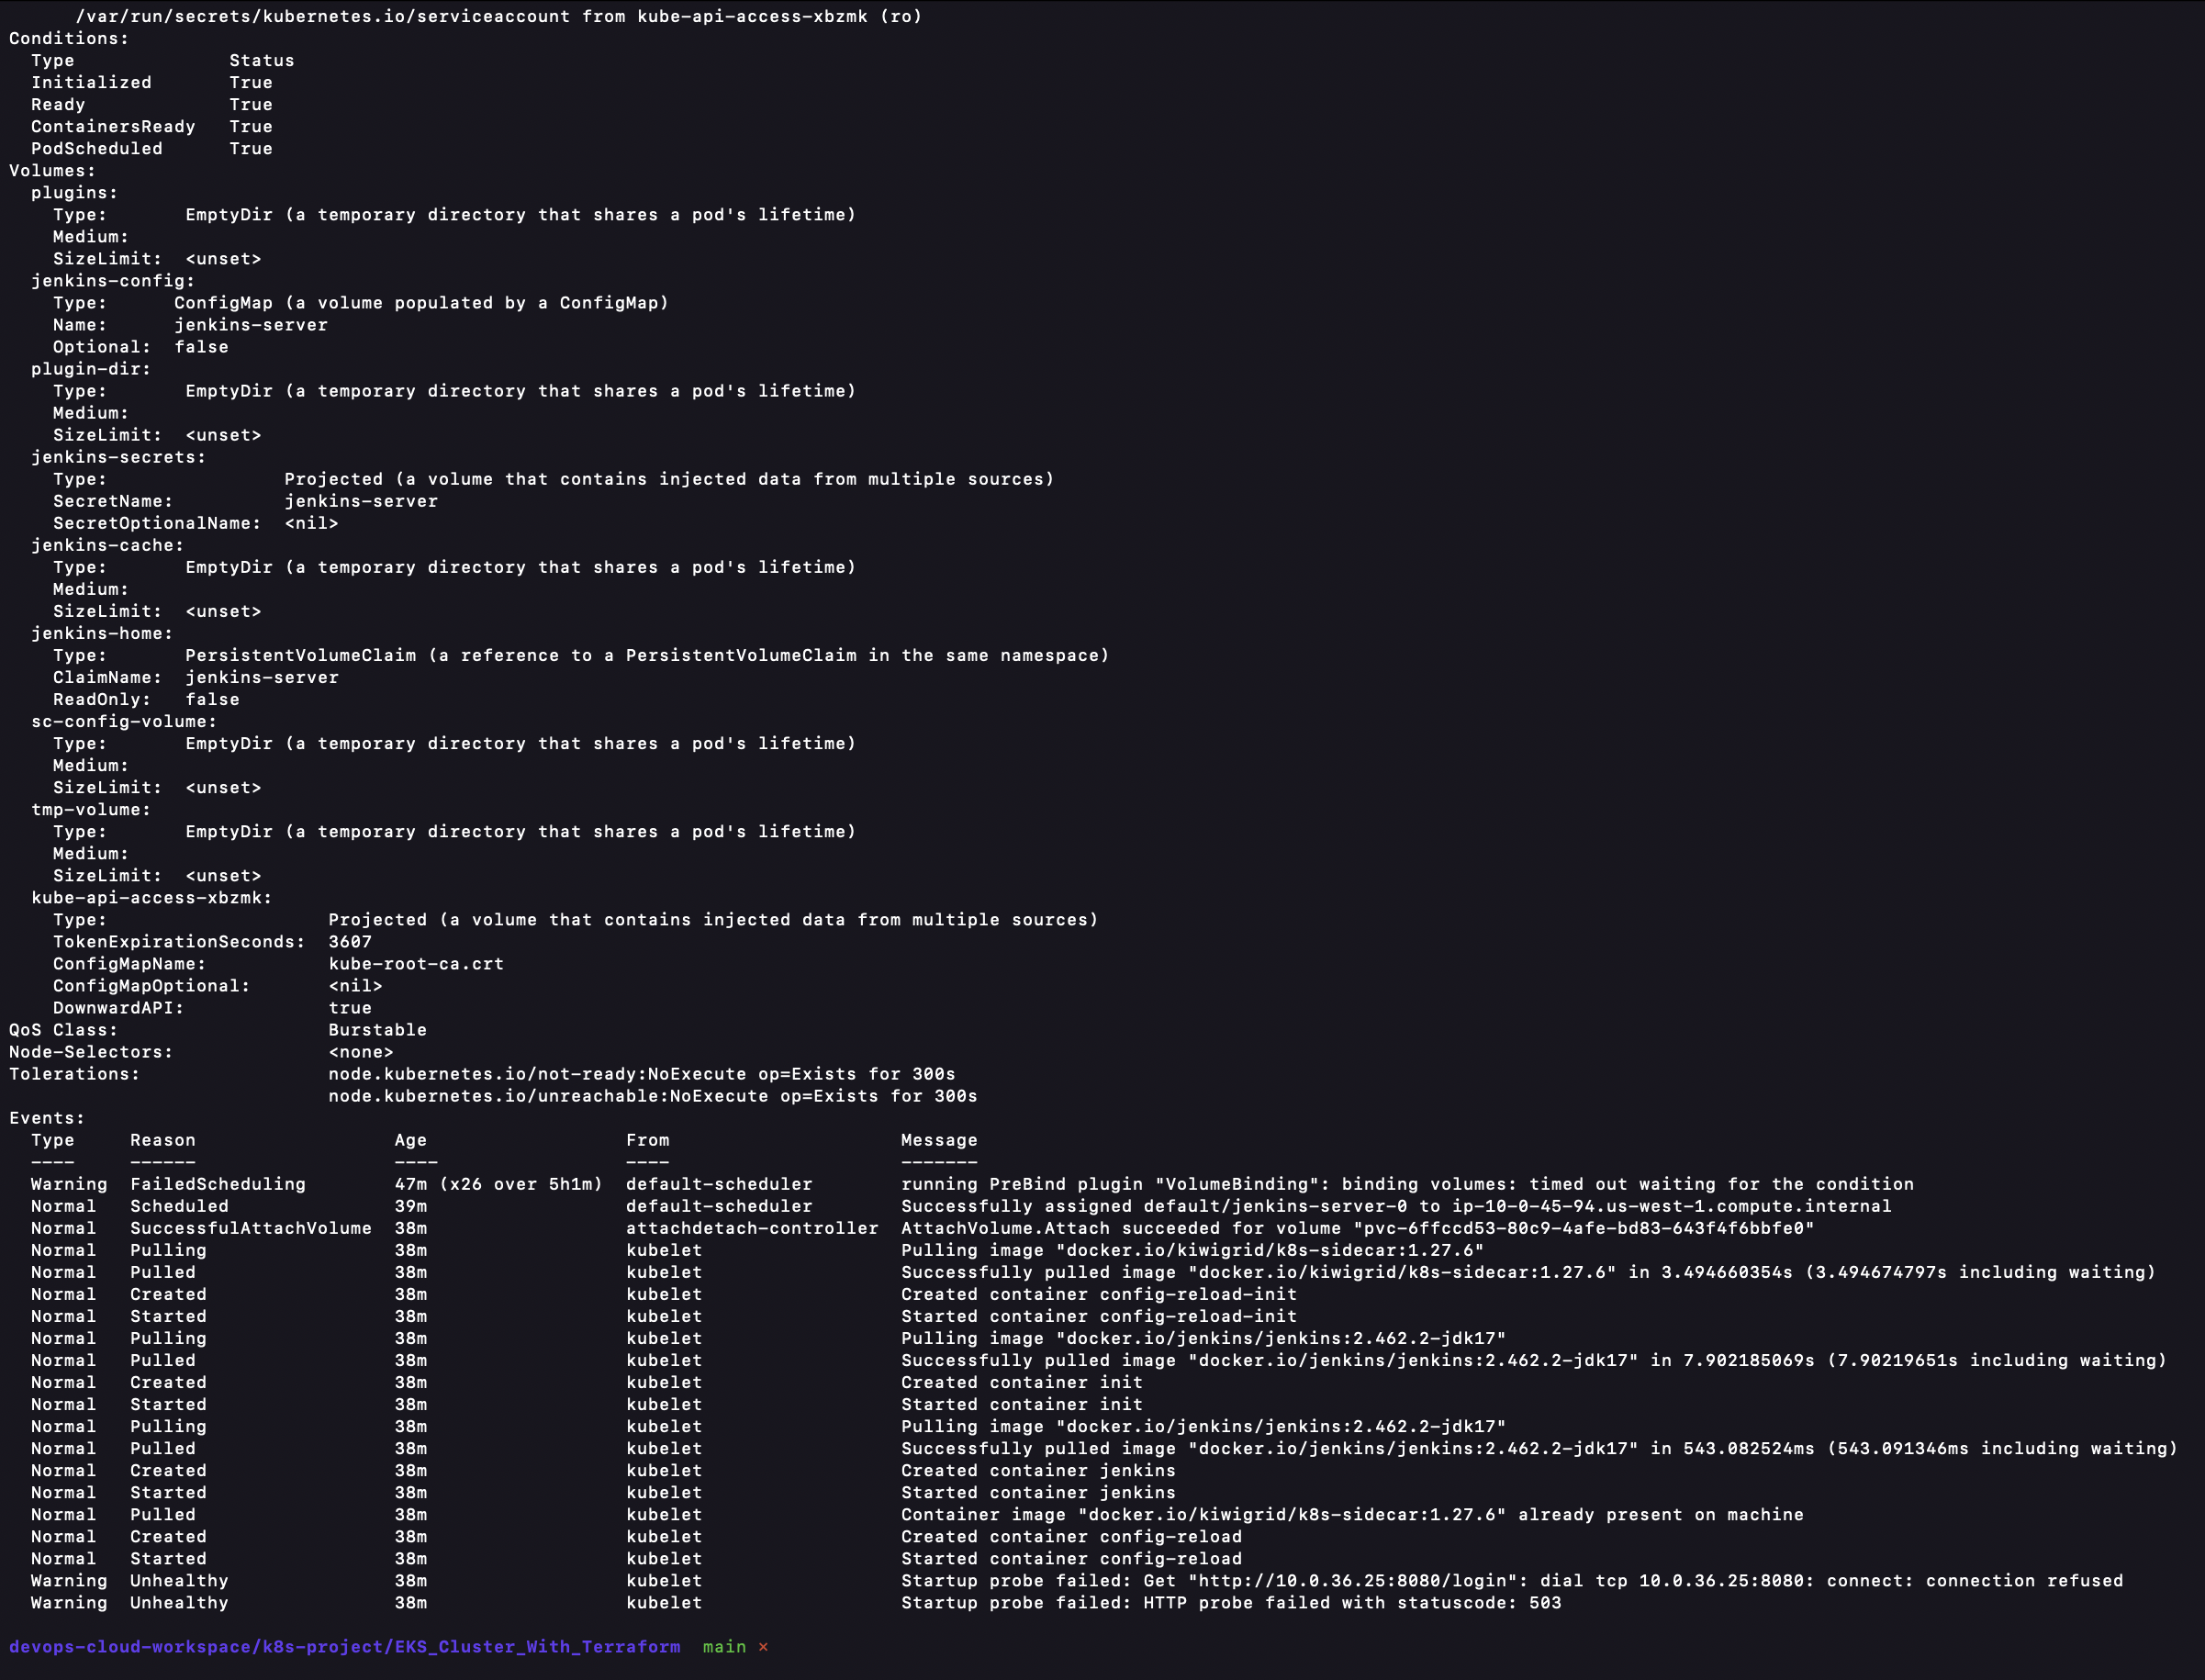 /var/run/secrets/kubernetes.io/serviceaccount from kube-api-access-xbzmk (ro)
Conditions:
  Type              Status
  Initialized       True
  Ready             True
  ContainersReady   True
  PodScheduled      True
Volumes:
  plugins:
    Type:       EmptyDir (a temporary directory that shares a pod's lifetime)
    Medium:
    SizeLimit:  <unset>
  jenkins-config:
    Type:      ConfigMap (a volume populated by a ConfigMap)
    Name:      jenkins-server
    Optional:  false
  plugin-dir:
    Type:       EmptyDir (a temporary directory that shares a pod's lifetime)
    Medium:
    SizeLimit:  <unset>
  jenkins-secrets:
    Type:                Projected (a volume that contains injected data from multiple sources)
    SecretName:          jenkins-server
    SecretOptionalName:  <nil>
  jenkins-cache:
    Type:       EmptyDir (a temporary directory that shares a pod's lifetime)
    Medium:
    SizeLimit:  <unset>
  jenkins-home:
    Type:       PersistentVolumeClaim (a reference to a PersistentVolumeClaim in the same namespace)
    ClaimName:  jenkins-server
    ReadOnly:   false
  sc-config-volume:
    Type:       EmptyDir (a temporary directory that shares a pod's lifetime)
    Medium:
    SizeLimit:  <unset>
  tmp-volume:
    Type:       EmptyDir (a temporary directory that shares a pod's lifetime)
    Medium:
    SizeLimit:  <unset>
  kube-api-access-xbzmk:
    Type:                    Projected (a volume that contains injected data from multiple sources)
    TokenExpirationSeconds:  3607
    ConfigMapName:           kube-root-ca.crt
    ConfigMapOptional:       <nil>
    DownwardAPI:             true
QoS Class:                   Burstable
Node-Selectors:              <none>
Tolerations:                 node.kubernetes.io/not-ready:NoExecute op=Exists for 300s
                             node.kubernetes.io/unreachable:NoExecute op=Exists for 300s
Events:
  Type     Reason                  Age                  From                     Message
  ----     ------                  ----                 ----                     -------
  Warning  FailedScheduling        47m (x26 over 5h1m)  default-scheduler        running PreBind plugin "VolumeBinding": binding volumes: timed out waiting for the condition
  Normal   Scheduled               39m                  default-scheduler        Successfully assigned default/jenkins-server-0 to ip-10-0-45-94.us-west-1.compute.internal
  Normal   SuccessfulAttachVolume  38m                  attachdetach-controller  AttachVolume.Attach succeeded for volume "pvc-6ffccd53-80c9-4afe-bd83-643f4f6bbfe0"
  Normal   Pulling                 38m                  kubelet                  Pulling image "docker.io/kiwigrid/k8s-sidecar:1.27.6"
  Normal   Pulled                  38m                  kubelet                  Successfully pulled image "docker.io/kiwigrid/k8s-sidecar:1.27.6" in 3.494660354s (3.494674797s including waiting)
  Normal   Created                 38m                  kubelet                  Created container config-reload-init
  Normal   Started                 38m                  kubelet                  Started container config-reload-init
  Normal   Pulling                 38m                  kubelet                  Pulling image "docker.io/jenkins/jenkins:2.462.2-jdk17"
  Normal   Pulled                  38m                  kubelet                  Successfully pulled image "docker.io/jenkins/jenkins:2.462.2-jdk17" in 7.902185069s (7.90219651s including waiting)
  Normal   Created                 38m                  kubelet                  Created container init
  Normal   Started                 38m                  kubelet                  Started container init
  Normal   Pulling                 38m                  kubelet                  Pulling image "docker.io/jenkins/jenkins:2.462.2-jdk17"
  Normal   Pulled                  38m                  kubelet                  Successfully pulled image "docker.io/jenkins/jenkins:2.462.2-jdk17" in 543.082524ms (543.091346ms including waiting)
  Normal   Created                 38m                  kubelet                  Created container jenkins
  Normal   Started                 38m                  kubelet                  Started container jenkins
  Normal   Pulled                  38m                  kubelet                  Container image "docker.io/kiwigrid/k8s-sidecar:1.27.6" already present on machine
  Normal   Created                 38m                  kubelet                  Created container config-reload
  Normal   Started                 38m                  kubelet                  Started container config-reload
  Warning  Unhealthy               38m                  kubelet                  Startup probe failed: Get "http://10.0.36.25:8080/login": dial tcp 10.0.36.25:8080: connect: connection refused
  Warning  Unhealthy               38m                  kubelet                  Startup probe failed: HTTP probe failed with statuscode: 503
devops-cloud-workspace/k8s-project/EKS_Cluster_With_Terraform  main ×